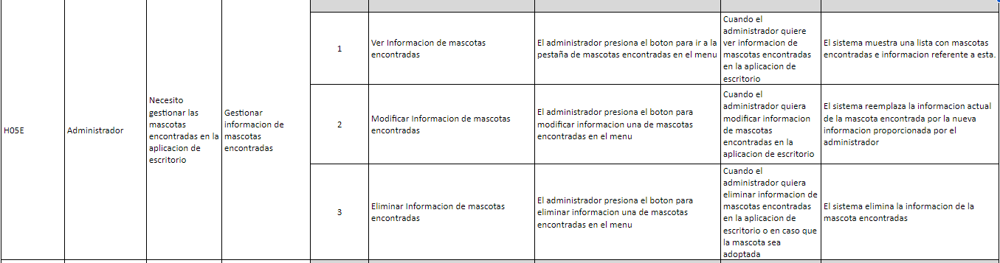 H05E
Administrador
Necesito
gestionar las
mascotas
encontradas en la
aplicacion de
escritorio
Gestionar
informacion de
mascotas
encontradas
1
Ver Informacion de mascotas
encontradas
El administrador presiona el boton para ir a la
pestaña de mascotas encontradas en el menu
Cuando el
administrador quiere
ver informacion de
mascotas encontradas
en la aplicacion de
escritorio
El sistema muestra una lista con mascotas
encontradas e informacion referente a esta.
2
Modificar Informacion de mascotas
encontradas
El administrador presiona el boton para
modificar informacion una de mascotas
encontradas en el menu
Cuando el
administrador quiera
modificar informacion
de mascotas
encontradas en la
aplicacion de escritorio
El sistema reemplaza la informacion actual
de la mascota encontrada por la nueva
informacion proporcionada por el
administrador
3
Eliminar Informacion de mascotas
encontradas
El administrador presiona el boton para
eliminar informacion una de mascotas
encontradas en el menu
Cuando el
administrador quiera
eliminar informacion de
mascotas encontradas
en la aplicacion de
escritorio o en caso que
la mascota sea
adoptada
El sistema elimina la informacion de la
mascota encontradas